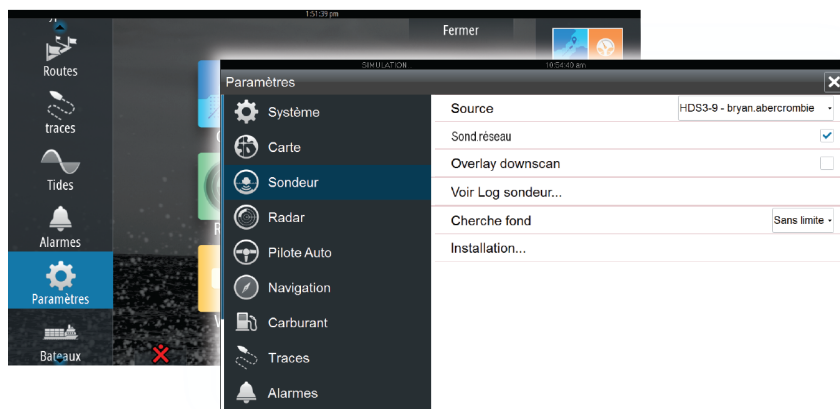 1:51:39 pm
Fermer
Routes
traces
Tides
Alarmes
Paramètres
Bateaux
SIMULATION
10:54:40 am
Paramètres
Système
Carte
Sondeur
Radar
Pilote Auto
Navigation
Carburant
Traces
Alarmes
Source
HDS3-9 - bryan.abercrombie
Sond.réseau
Overlay downscan
Voir Log sondeur...
Cherche fond
Sans limite
Installation...